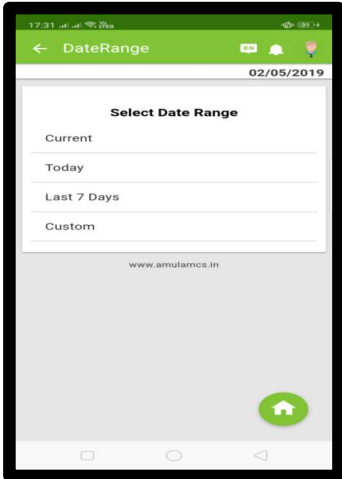 17:31
DateRange
EN
02/05/2019
Select Date Range
Current
Today
Last 7 Days
Custom
www.amulamcs.in